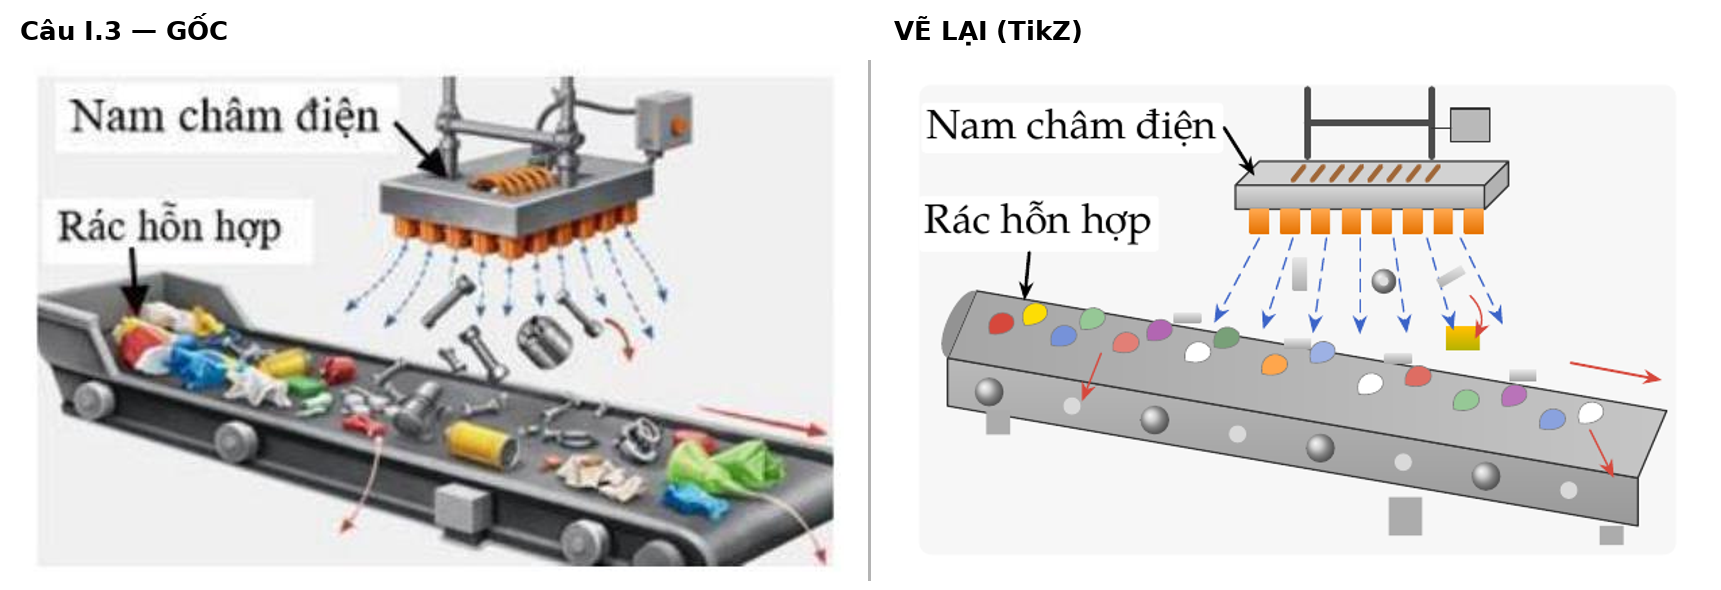 Câu I.3 — GỐC
Nam châm điện
Rác hỗn hợp
VẼ LẠI (TikZ)
Nam châm điện
Rác hỗn hợp